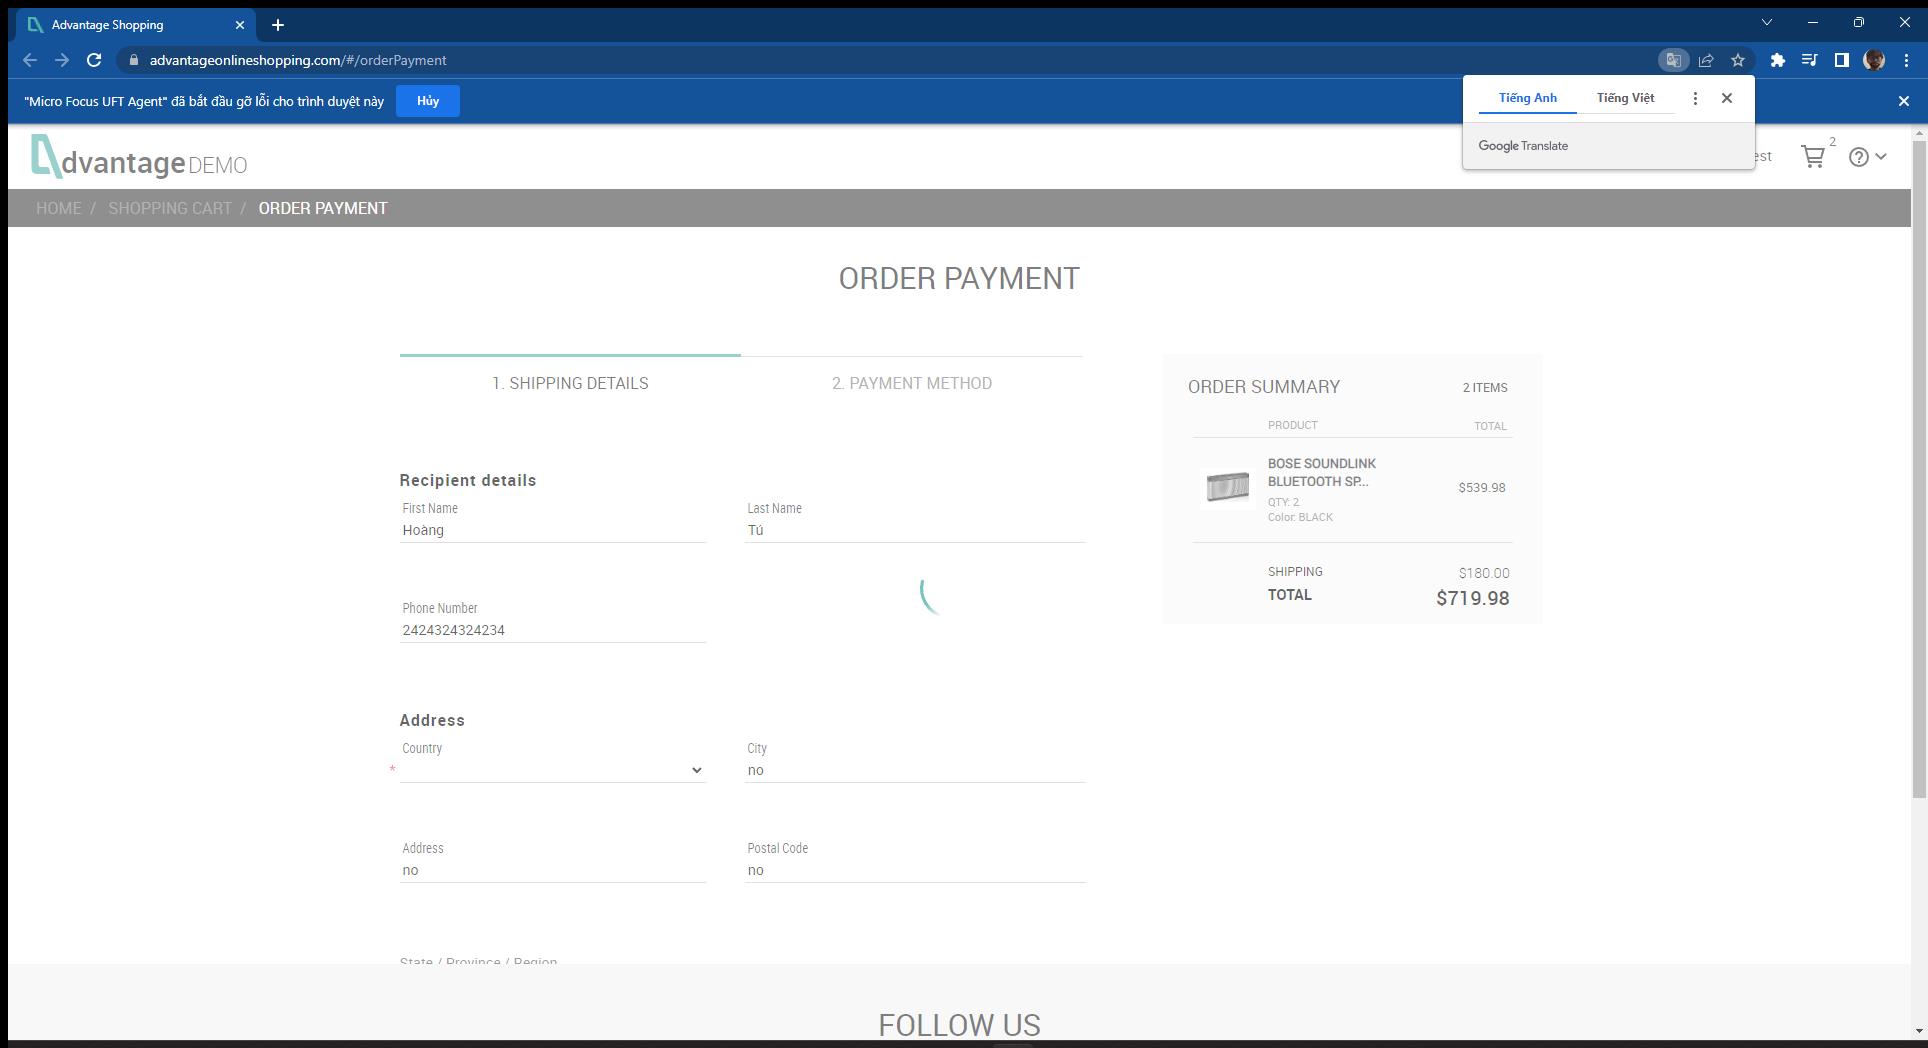 Advantage Shopping
advantageonlineshopping.com/#/orderPayment
"Micro Focus UFT Agent" đã bắt đầu gỡ lỗi cho trình duyệt này
Hủy
Tiếng Anh
Tiếng Việt
Google Translate
dvantage DEMO
est
2
HOME / SHOPPING CART / ORDER PAYMENT
ORDER PAYMENT
1. SHIPPING DETAILS
2. PAYMENT METHOD
Recipient details
First Name
Hoàng
Last Name
Tú
Phone Number
2424324324234
Address
Country
*
City
no
Address
no
Postal Code
no
State / Province / Region
ORDER SUMMARY
2 ITEMS
PRODUCT
TOTAL
BOSE SOUNDLINK
BLUETOOTH SP...
QTY: 2
Color: BLACK
$539.98
SHIPPING
$180.00
TOTAL
$719.98
FOLLOW US